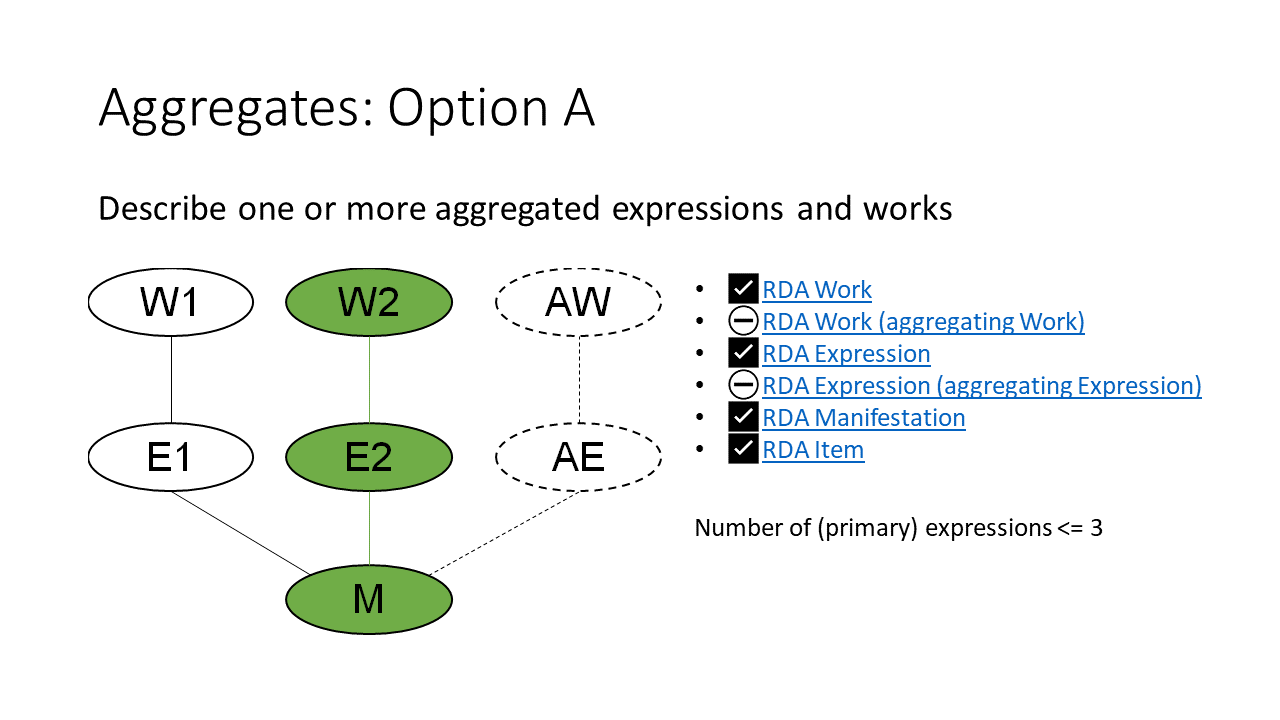 Aggregates: Option A
Describe one or more aggregated expressions and works
W1
W2
AW
E1
E2
AE
M
• RDA Work
• RDA Work (aggregating Work)
• RDA Expression
• RDA Expression (aggregating Expression)
• RDA Manifestation
• RDA Item
Number of (primary) expressions <= 3